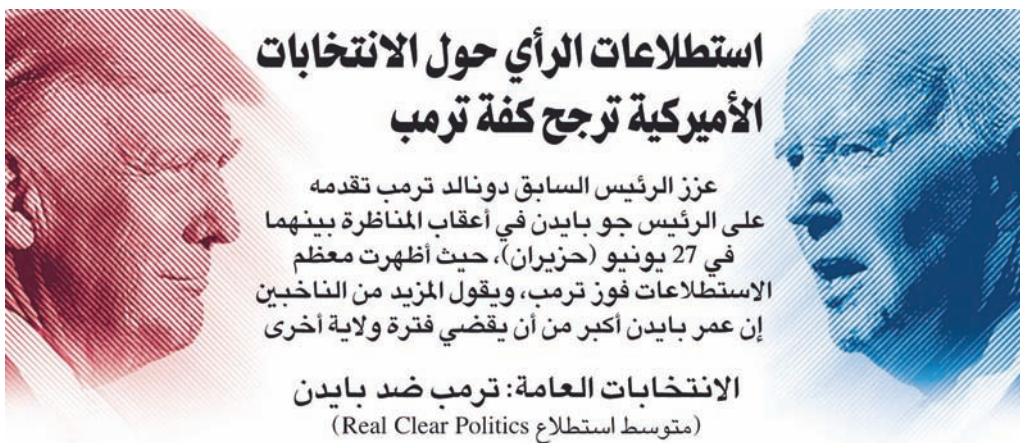 استطلاعات الرأي حول الانتخابات
الأميركية ترجح كفة ترمب
عزز الرئيس السابق دونالد ترمب تقدمه
على الرئيس جو بايدن في أعقاب المناظرة بينهما
في 27 يونيو (حزيران)، حيث أظهرت معظم
الاستطلاعات فوز ترمب، ويقول المزيد من الناخبين
إن عمر بايدن أكبر من أن يقضي فترة ولاية أخرى
الانتخابات العامة: ترمب ضد بايدن
(متوسط استطلاع Real Clear Politics)